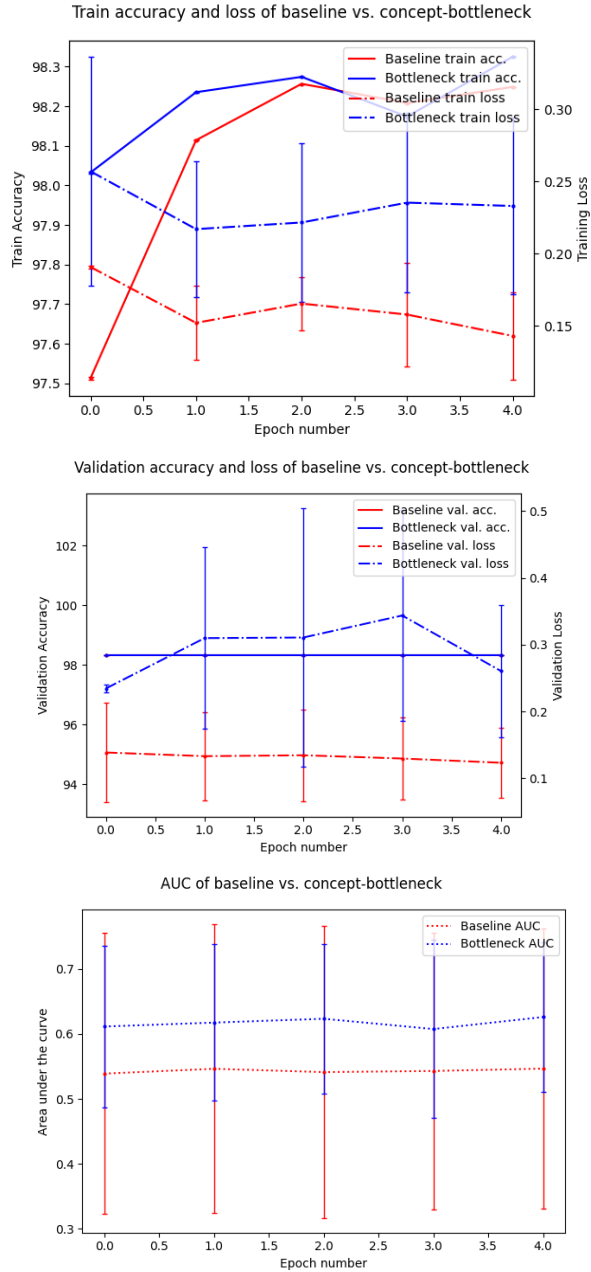 Train accuracy and loss of baseline vs. concept-bottleneck
Baseline train acc.
Bottleneck train acc.
Baseline train loss
Bottleneck train loss
98.3
98.2
98.1
98.0
97.9
97.8
97.7
97.6
97.5
Train Accuracy
0.30
0.25
0.20
0.15
Training Loss
0.0 0.5 1.0 1.5 2.0 2.5 3.0 3.5 4.0
Epoch number
Validation accuracy and loss of baseline vs. concept-bottleneck
Baseline val. acc.
Bottleneck val. acc.
Baseline val. loss
Bottleneck val. loss
102
100
98
96
94
Validation Accuracy
0.5
0.4
0.3
0.2
0.1
Validation Loss
0.0 0.5 1.0 1.5 2.0 2.5 3.0 3.5 4.0
Epoch number
AUC of baseline vs. concept-bottleneck
Baseline AUC
Bottleneck AUC
0.7
0.6
0.5
0.4
0.3
Area under the curve
0.0 0.5 1.0 1.5 2.0 2.5 3.0 3.5 4.0
Epoch number